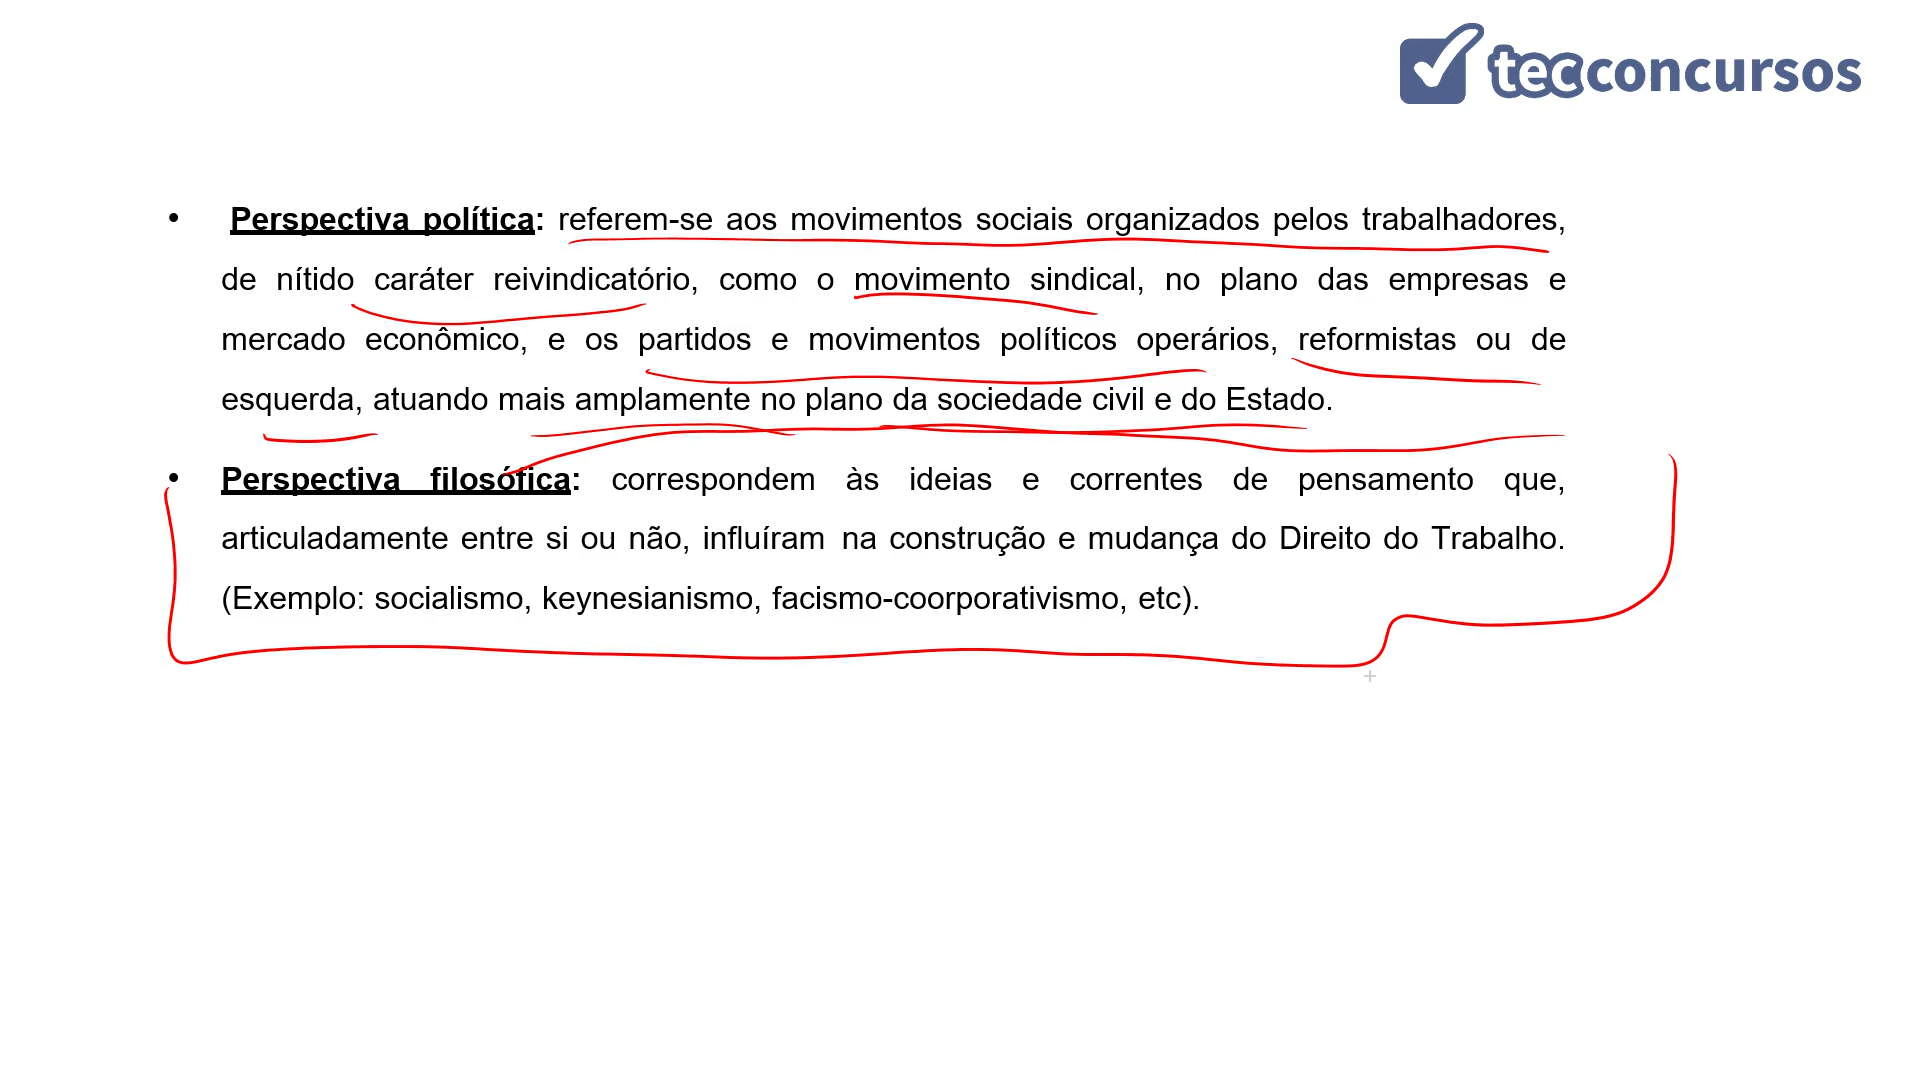 tecconcursos
• Perspectiva política: referem-se aos movimentos sociais organizados pelos trabalhadores,
de nítido caráter reivindicatório, como o movimento sindical, no plano das empresas e
mercado econômico, e os partidos e movimentos políticos operários, reformistas ou de
esquerda, atuando mais amplamente no plano da sociedade civil e do Estado.
• Perspectiva filosófica: correspondem às ideias e correntes de pensamento que,
articuladamente entre si ou não, influíram na construção e mudança do Direito do Trabalho.
(Exemplo: socialismo, keynesianismo, facismo-coorporativismo, etc).